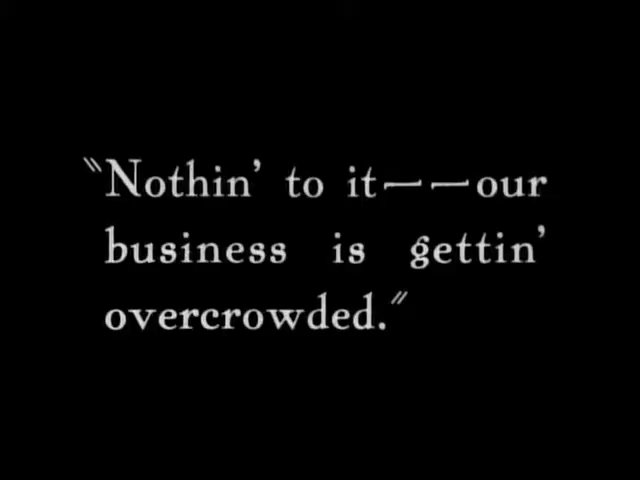 "Nothin' to it——our
business is gettin'
overcrowded."